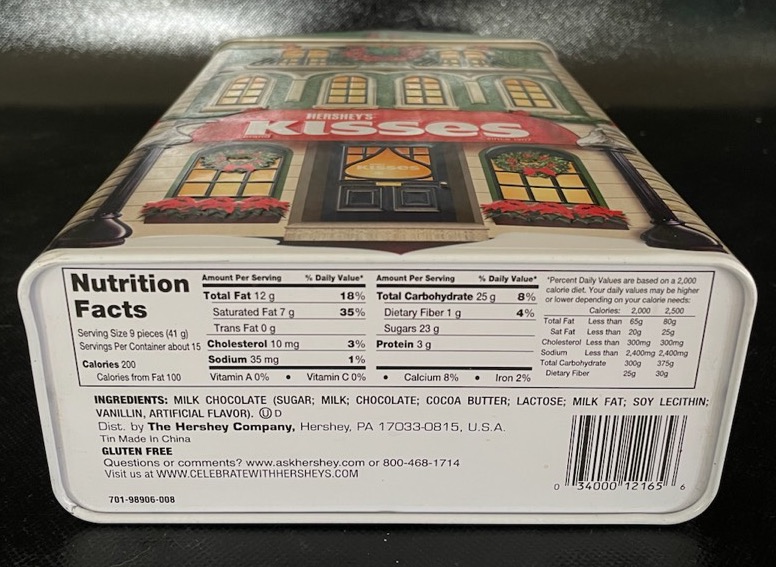 HERSHEY'S
KISSES
KISSES
Nutrition
Facts
Serving Size 9 pieces (41 g)
Servings Per Container about 15
Calories 200
Calories from Fat 100
Amount Per Serving % Daily Value*
Total Fat 12 g 18%
Saturated Fat 7 g 35%
Trans Fat 0 g
Cholesterol 10 mg 3%
Sodium 35 mg 1%
Amount Per Serving % Daily Value*
Total Carbohydrate 25 g 8%
Dietary Fiber 1 g 4%
Sugars 23 g
Protein 3 g
Vitamin A 0% • Vitamin C 0% • Calcium 8% • Iron 2%
*Percent Daily Values are based on a 2,000
calorie diet. Your daily values may be higher
or lower depending on your calorie needs:
Calories: 2,000 2,500
Total Fat Less than 65g 80g
Sat Fat Less than 20g 25g
Cholesterol Less than 300mg 300mg
Sodium Less than 2,400mg 2,400mg
Total Carbohydrate 300g 375g
Dietary Fiber 25g 30g
INGREDIENTS: MILK CHOCOLATE (SUGAR; MILK; CHOCOLATE; COCOA BUTTER; LACTOSE; MILK FAT; SOY LECITHIN;
VANILLIN, ARTIFICIAL FLAVOR). Ⓤ D
Dist. by The Hershey Company, Hershey, PA 17033-0815, U.S.A.
Tin Made In China
GLUTEN FREE
Questions or comments? www.askhershey.com or 800-468-1714
Visit us at WWW.CELEBRATEWITHHERSHEYS.COM
701-98906-008
0 34000 12165 6